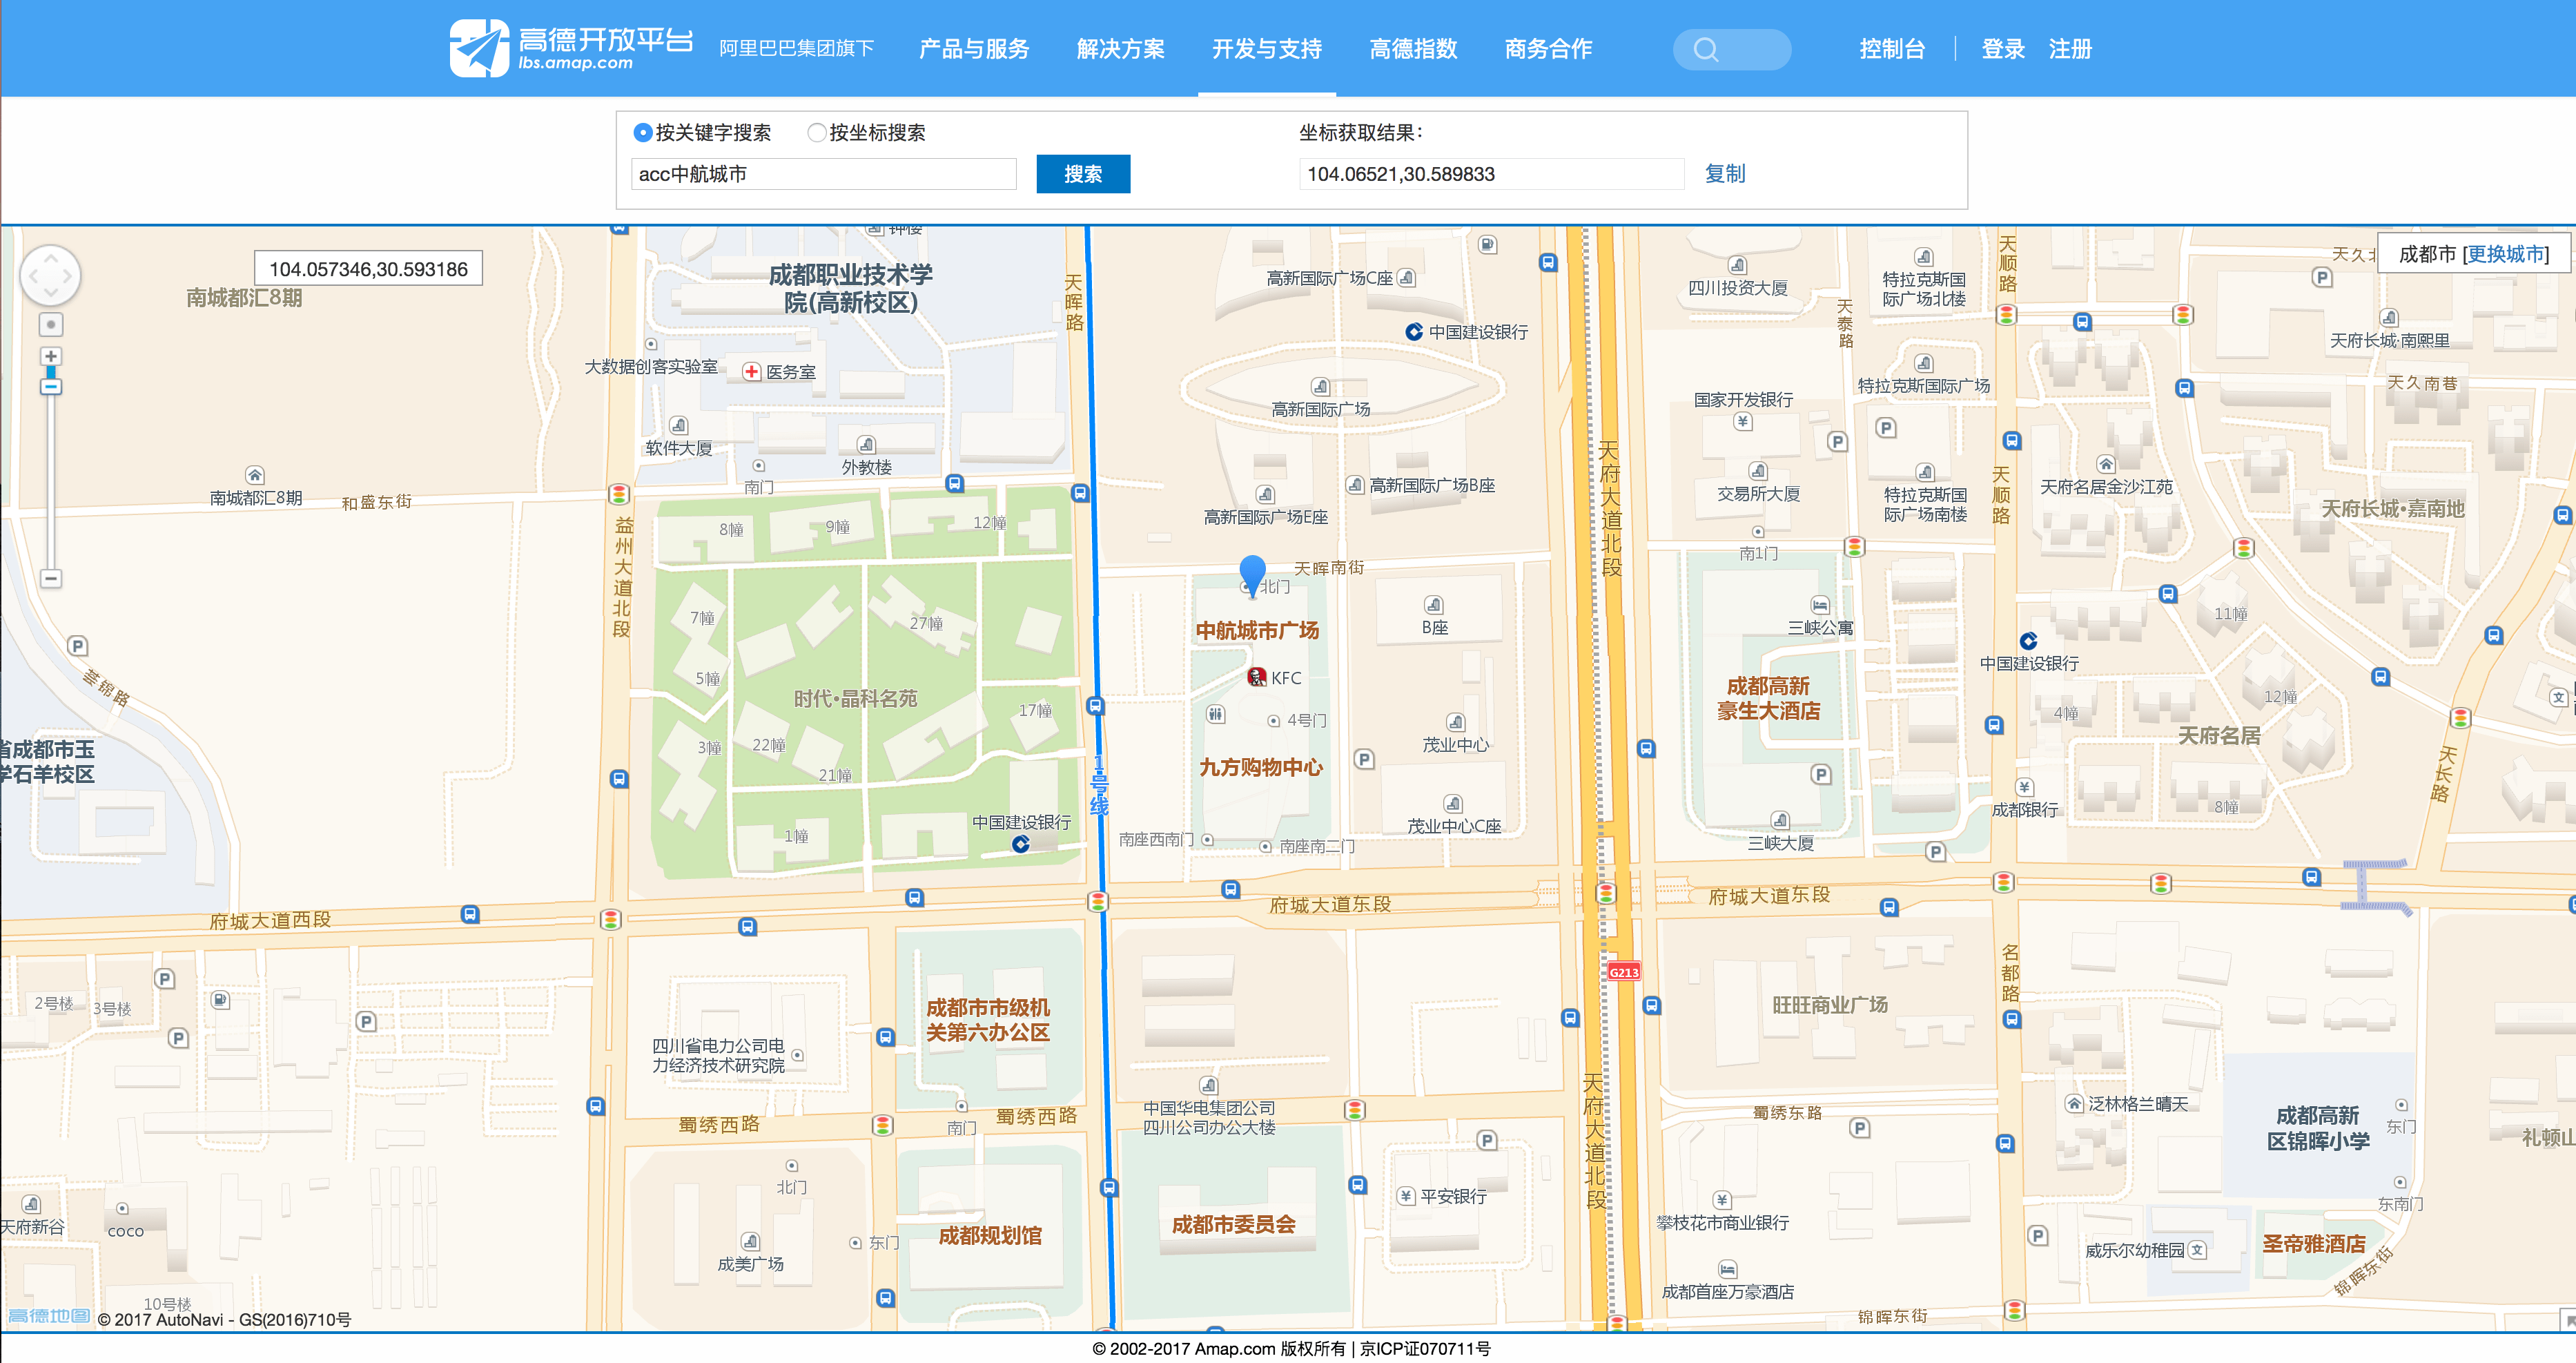 高德开放平台
lbs.amap.com
阿里巴巴集团旗下
产品与服务
解决方案
开发与支持
高德指数
商务合作
控制台
登录
注册
按关键字搜索
按坐标搜索
坐标获取结果：
acc中航城市
搜索
104.06521,30.589833
复制
104.057346,30.593186
成都市 [更换城市]
南城都汇8期
成都职业技术学
院(高新校区)
钟楼
天晖路
高新国际广场C座
中国建设银行
四川投资大厦
特拉克斯国
际广场北楼
天顺路
天泰路
天府长城·南熙里
天久南巷
大数据创客实验室
医务室
高新国际广场
国家开发银行
特拉克斯国际广场
软件大厦
外教楼
南门
南城都汇8期
和盛东街
高新国际广场E座
高新国际广场B座
天府大道北段
交易所大厦
特拉克斯国
际广场南楼
天顺路
天府名居金沙江苑
天府长城·嘉南地
益州大道北段
8幢
9幢
12幢
南1门
天晖南街
北门
7幢
27幢
中航城市广场
B座
三峡公寓
11幢
中国建设银行
荟锦路
5幢
KFC
时代·晶科名苑
17幢
4号门
成都高新
豪生大酒店
12幢
4幢
天府名居
3幢
22幢
21幢
1号线
九方购物中心
茂业中心
天长路
省成都市玉
学石羊校区
1幢
中国建设银行
南座西南门
南座南二门
茂业中心C座
三峡大厦
成都银行
8幢
府城大道西段
府城大道东段
府城大道东段
G213
名都路
2号楼
3号楼
四川省电力公司电
力经济技术研究院
成都市市级机
关第六办公区
旺旺商业广场
蜀绣西路
南门
蜀绣西路
中国华电集团公司
四川公司办公大楼
天府大道北段
蜀绣东路
泛林格兰晴天
成都高新
区锦晖小学
东门
礼顿山
天府新谷
coco
北门
成美广场
东门
成都规划馆
成都市委员会
平安银行
攀枝花市商业银行
成都首座万豪酒店
威乐尔幼稚园
东南门
圣帝雅酒店
锦晖东街
锦晖东街
10号楼
高德地图
© 2017 AutoNavi - GS(2016)710号
© 2002-2017 Amap.com 版权所有 | 京ICP证070711号